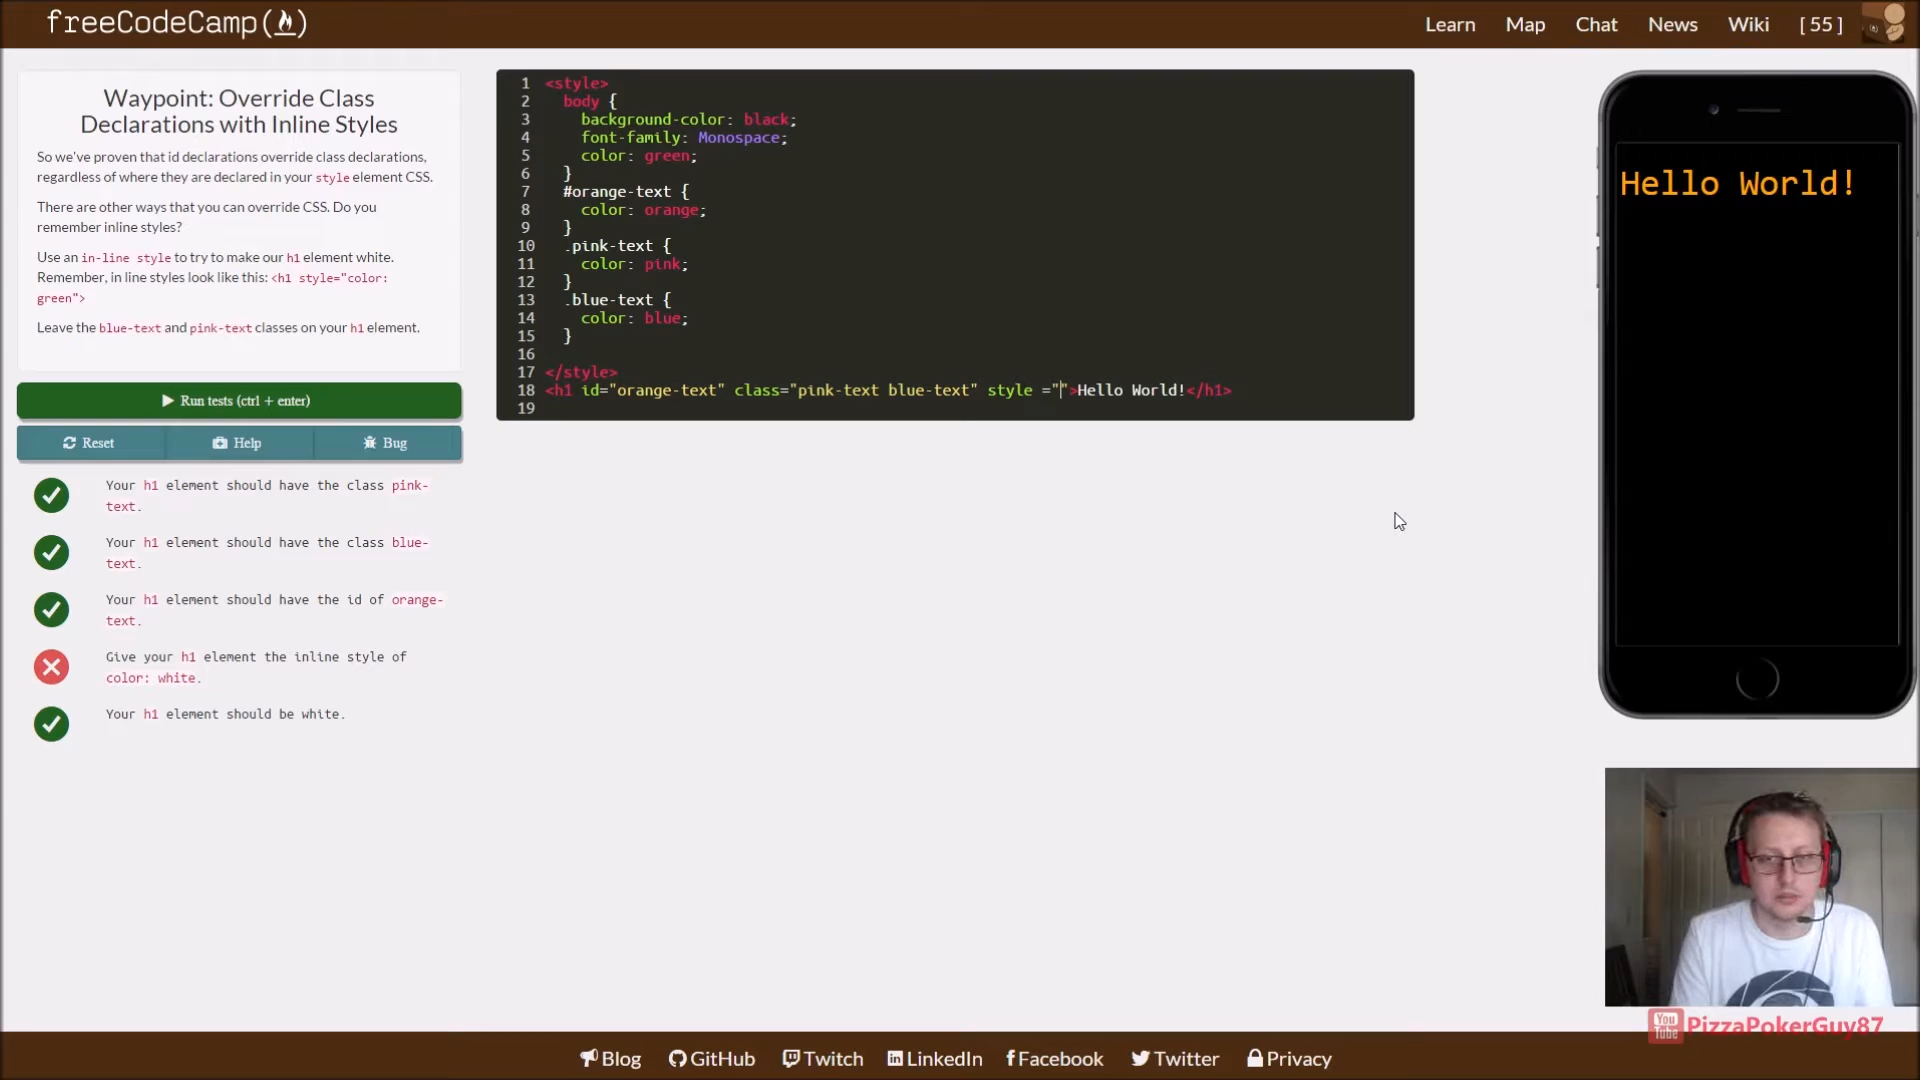 freeCodeCamp
Learn Map Chat News Wiki [ 55 ]
Waypoint: Override Class
Declarations with Inline Styles
So we've proven that id declarations override class declarations,
regardless of where they are declared in your style element CSS.
There are other ways that you can override CSS. Do you
remember inline styles?
Use an in-line style to try to make our h1 element white.
Remember, in line styles look like this: <h1 style="color:
green">
Leave the blue-text and pink-text classes on your h1 element.
Run tests (ctrl + enter)
Reset Help Bug
Your h1 element should have the class pink-
text.
Your h1 element should have the class blue-
text.
Your h1 element should have the id of orange-
text.
Give your h1 element the inline style of
color: white.
Your h1 element should be white.
1 <style>
2 body {
3 background-color: black;
4 font-family: Monospace;
5 color: green;
6 }
7 #orange-text {
8 color: orange;
9 }
10 .pink-text {
11 color: pink;
12 }
13 .blue-text {
14 color: blue;
15 }
16
17 </style>
18 <h1 id="orange-text" class="pink-text blue-text" style ="">Hello World!</h1>
19
Hello World!
You
Tube
PizzaPokerGuy87
Blog GitHub Twitch LinkedIn Facebook Twitter Privacy